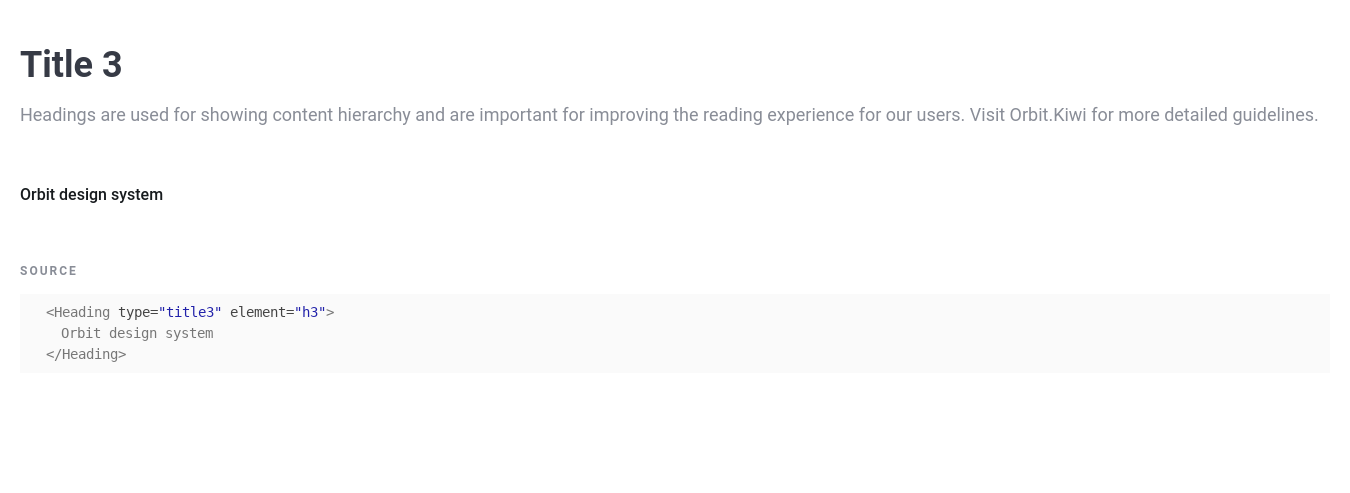 Title 3
Headings are used for showing content hierarchy and are important for improving the reading experience for our users. Visit Orbit.Kiwi for more detailed guidelines.
Orbit design system
SOURCE
<Heading type="title3" element="h3">
  Orbit design system
</Heading>